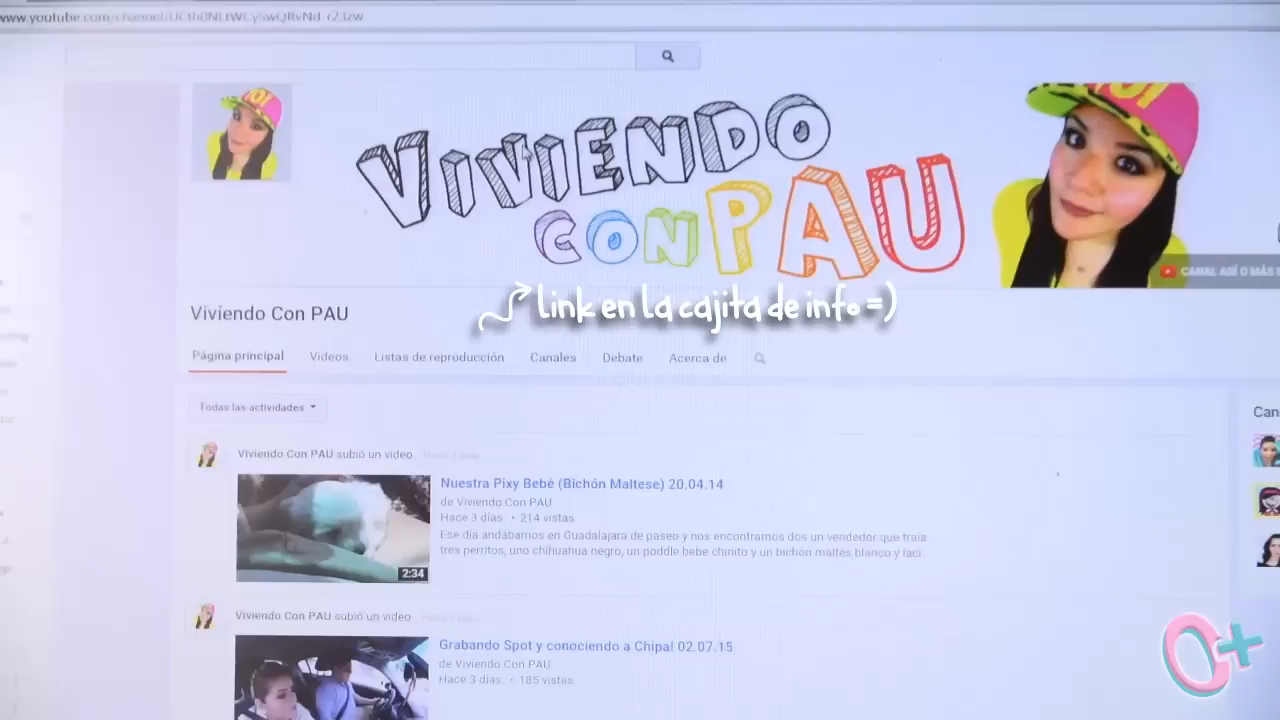 www.youtube.com/channel/
VIVIENDO
CON PAU
CANAL ASÍ O MÁS
link en la cajita de info =)
Viviendo Con PAU
Página principal Videos Listas de reproducción Canales Debate Acerca de
Todas las actividades
Can
Viviendo Con PAU subió un video
Nuestra Pixy Bebé (Bichón Maltese) 20.04.14
de Viviendo Con PAU
Hace 3 días. • 214 vistas
Ese día andábamos en Guadalajara de paseo y nos encontramos dos un vendedor que traía
tres perritos, uno chihuahua negro, un poddle bebe chinito y un bichón maltés blanco y laci
2:34
Viviendo Con PAU subió un video
Grabando Spot y conociendo a Chipa! 02.07.15
de Viviendo Con PAU
Hace 3 días. • 185 vistas
O+